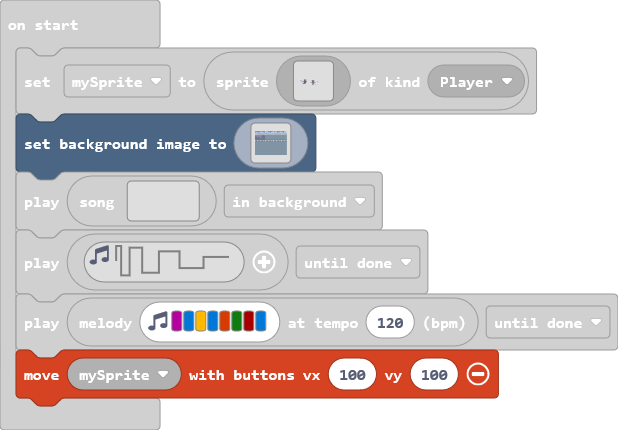 on start
set mySprite to sprite of kind Player
set background image to
play song in background
play until done
play melody at tempo 120 (bpm) until done
move mySprite with buttons vx 100 vy 100